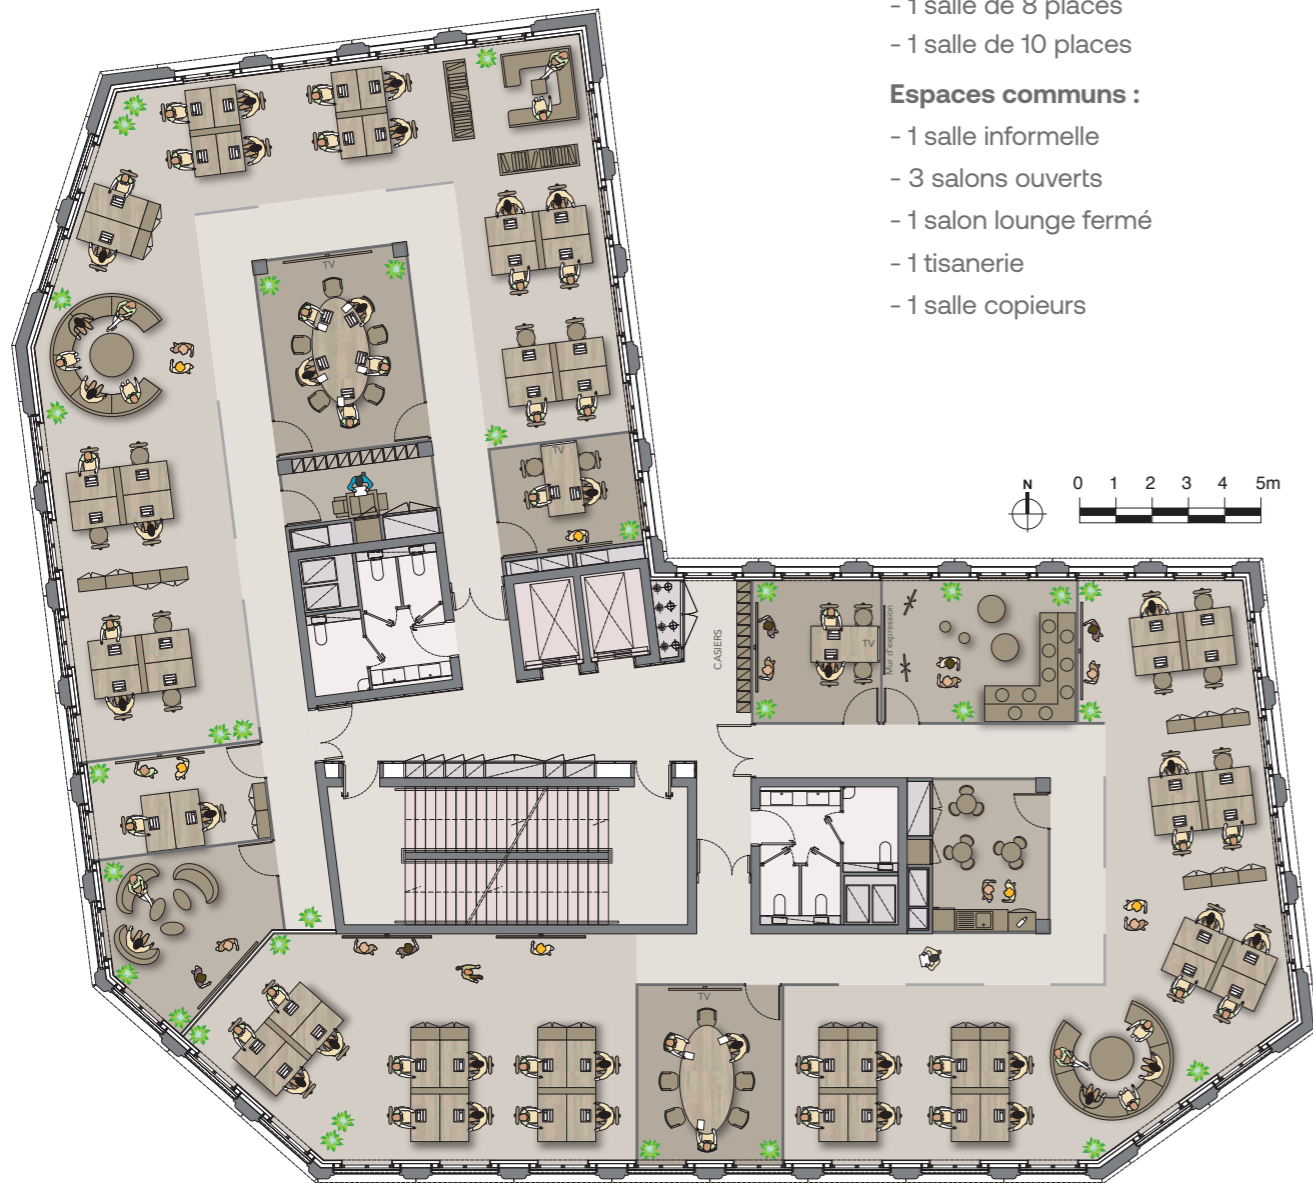 - 1 salle de 8 places
- 1 salle de 10 places
Espaces communs :
- 1 salle informelle
- 3 salons ouverts
- 1 salon lounge fermé
- 1 tisanerie
- 1 salle copieurs
N
0 1 2 3 4 5m
TV
TV
CASIERS
TV
Mur d'expression
TV